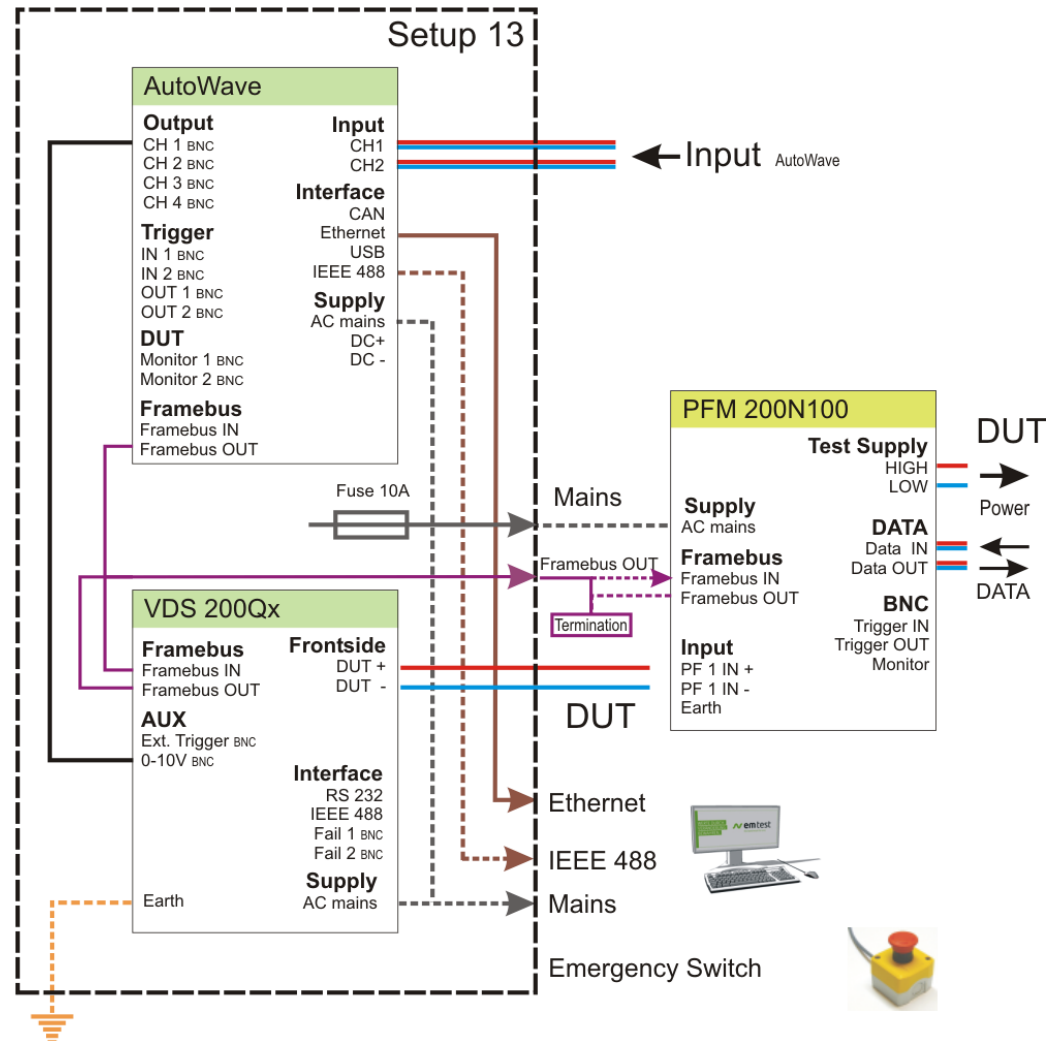 Setup 13
AutoWave
Output
CH 1 BNC
CH 2 BNC
CH 3 BNC
CH 4 BNC
Trigger
IN 1 BNC
IN 2 BNC
OUT 1 BNC
OUT 2 BNC
DUT
Monitor 1 BNC
Monitor 2 BNC
Framebus
Framebus IN
Framebus OUT
Input
CH1
CH2
Interface
CAN
Ethernet
USB
IEEE 488
Supply
AC mains
DC+
DC -
Input AutoWave
Fuse 10A
Mains
Framebus OUT
Termination
PFM 200N100
Test Supply
HIGH
LOW
Supply
AC mains
DATA
Data IN
Data OUT
Framebus
Framebus IN
Framebus OUT
BNC
Trigger IN
Trigger OUT
Monitor
Input
PF 1 IN +
PF 1 IN -
Earth
DUT
Power
DATA
VDS 200Qx
Framebus
Framebus IN
Framebus OUT
AUX
Ext. Trigger BNC
0-10V BNC
Earth
Frontside
DUT +
DUT -
Interface
RS 232
IEEE 488
Fail 1 BNC
Fail 2 BNC
Supply
AC mains
DUT
Ethernet
IEEE 488
Mains
Emergency Switch
emtest